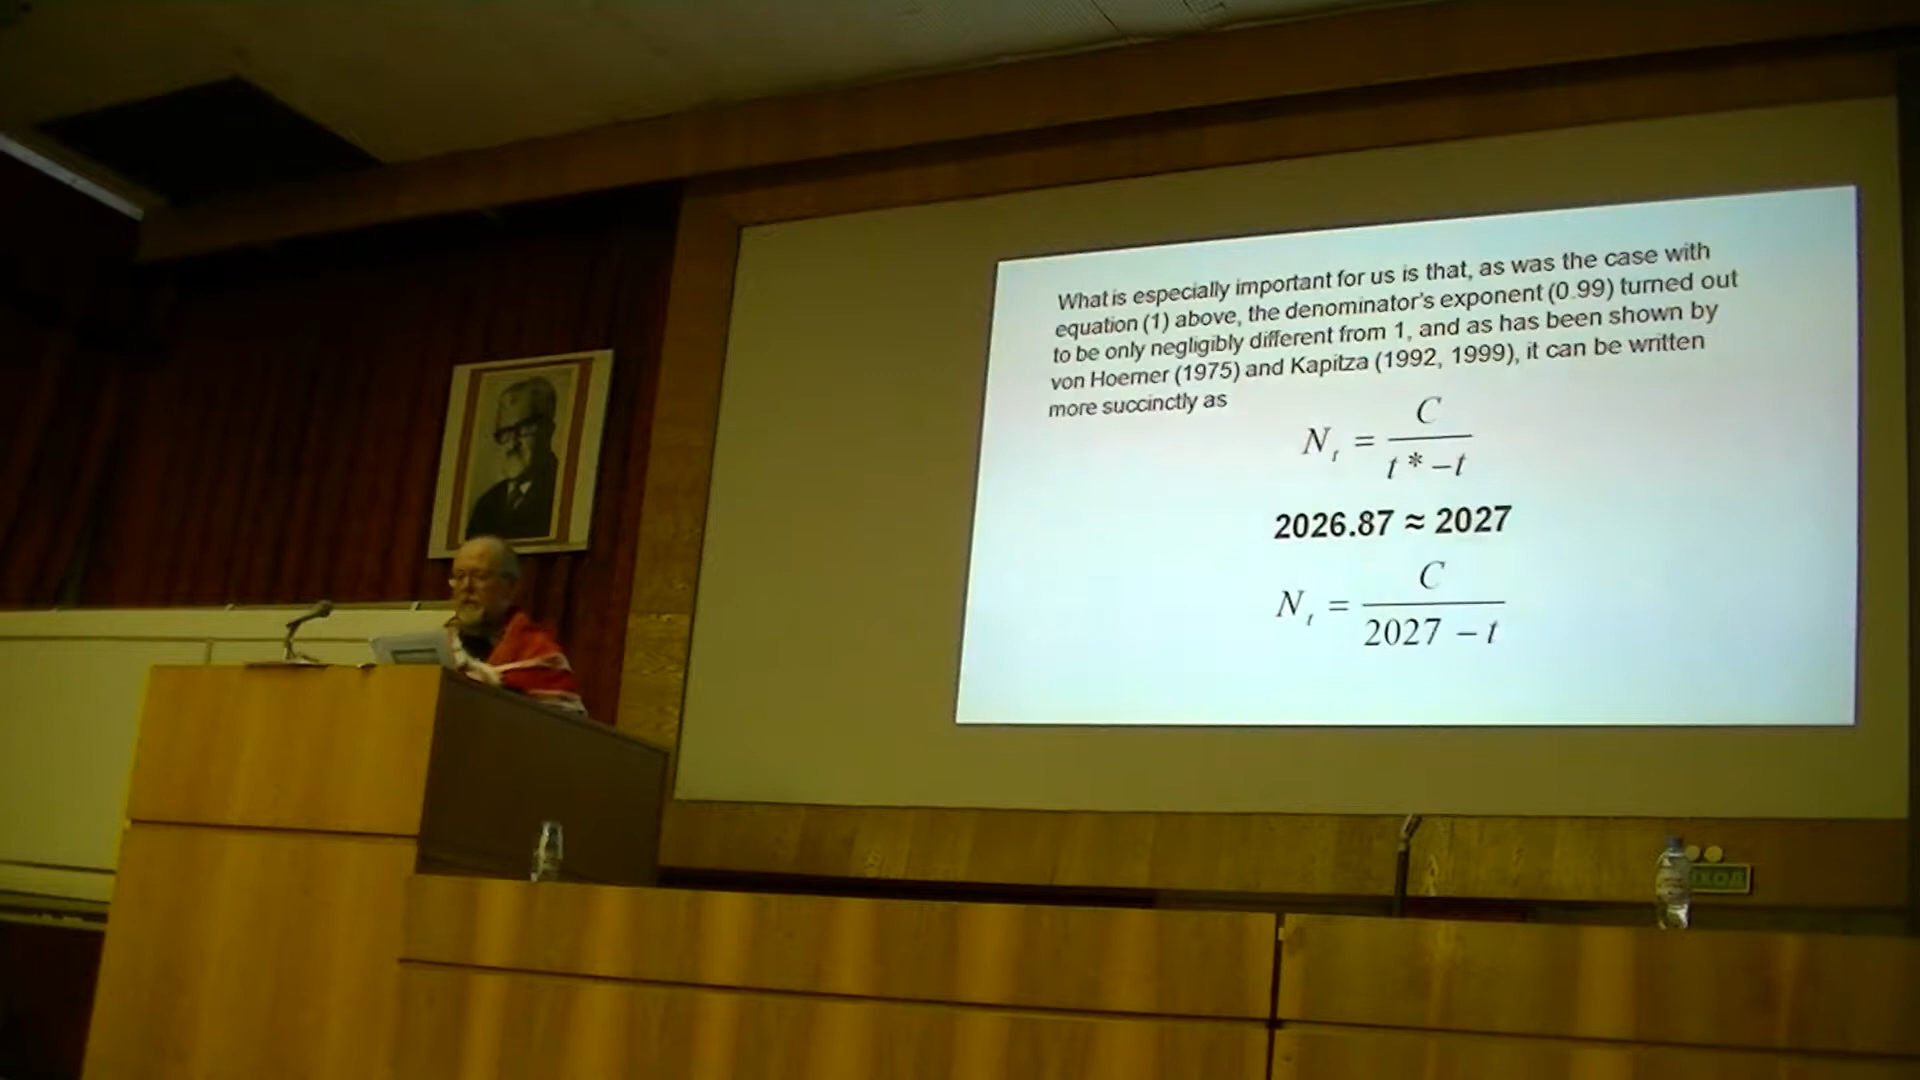 What is especially important for us is that, as was the case with
equation (1) above, the denominator's exponent (0.99) turned out
to be only negligibly different from 1, and as has been shown by
von Hoerner (1975) and Kapitza (1992, 1999), it can be written
more succinctly as
N_t = C / (t* – t)
2026.87 ≈ 2027
N_t = C / (2027 – t)